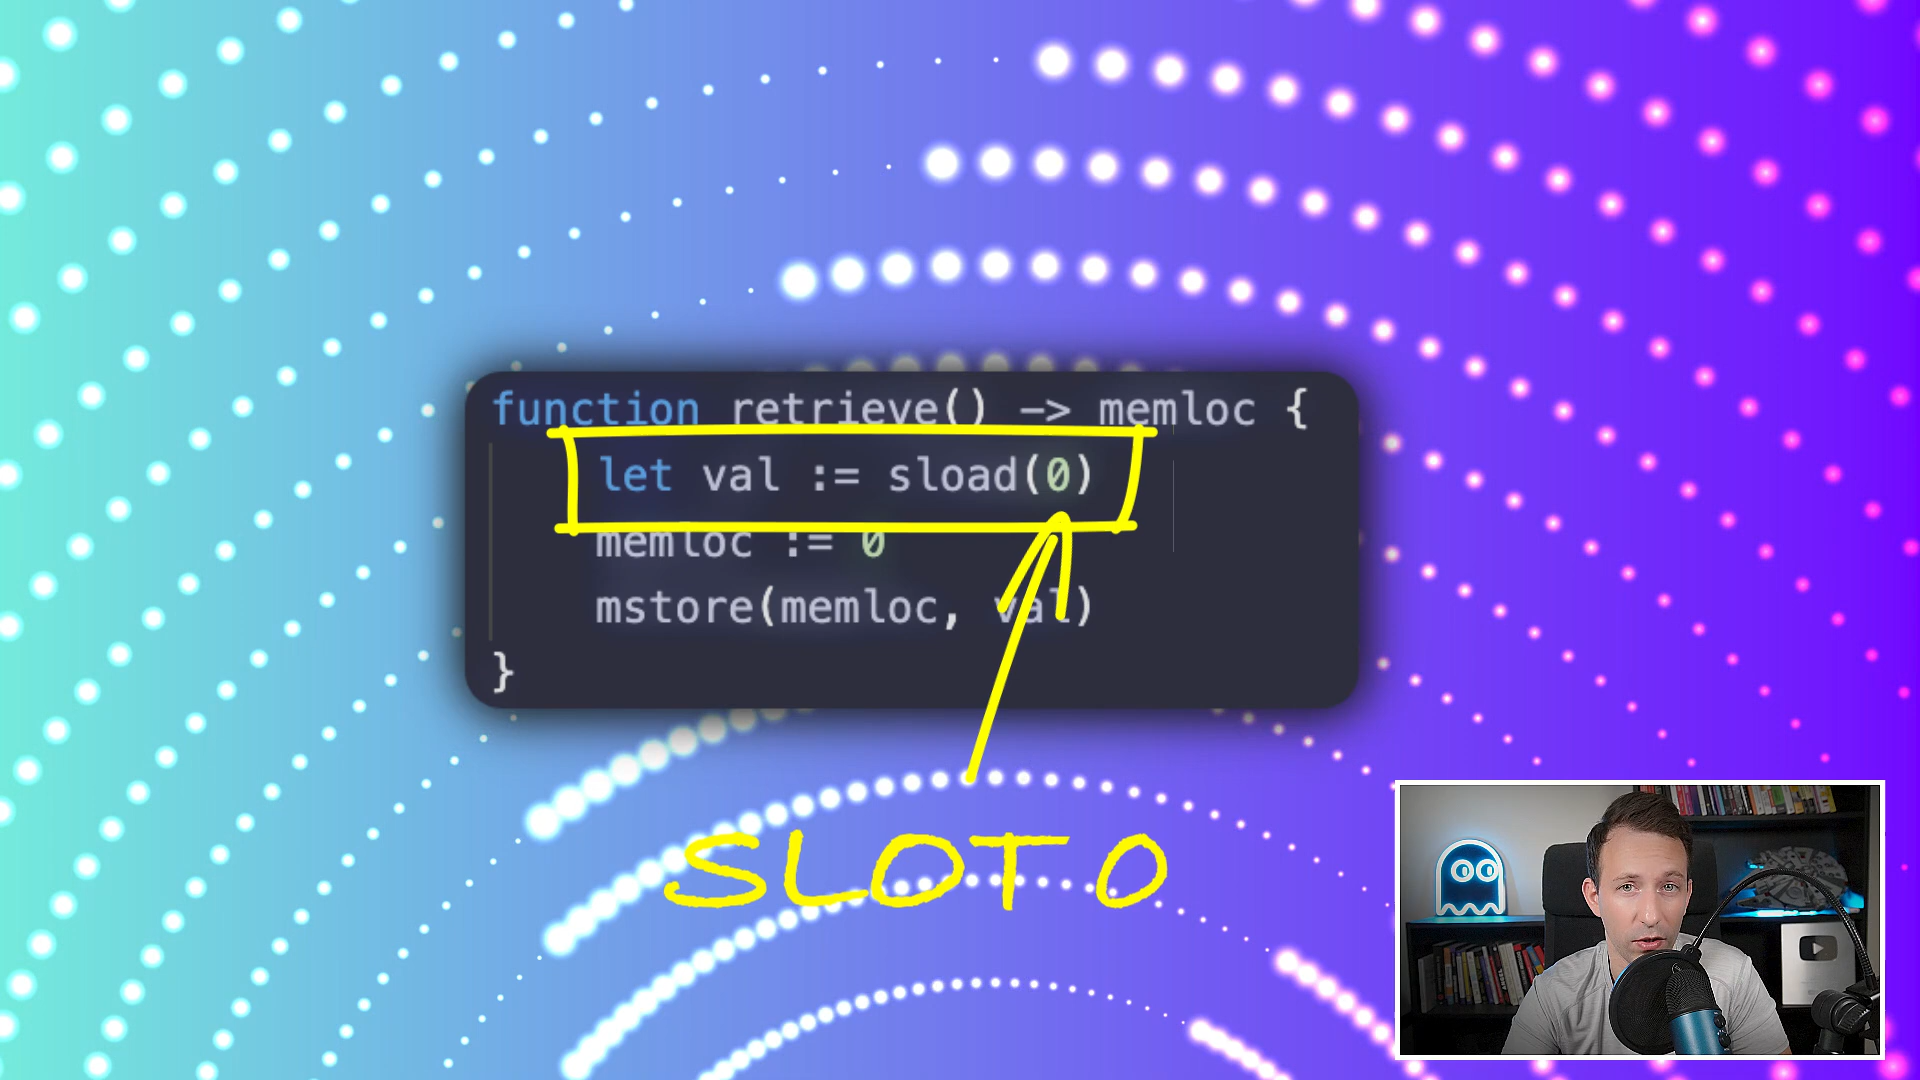 function retrieve() -> memloc {
let val := sload(0)
memloc := 0
mstore(memloc, val)
}
SLOT 0